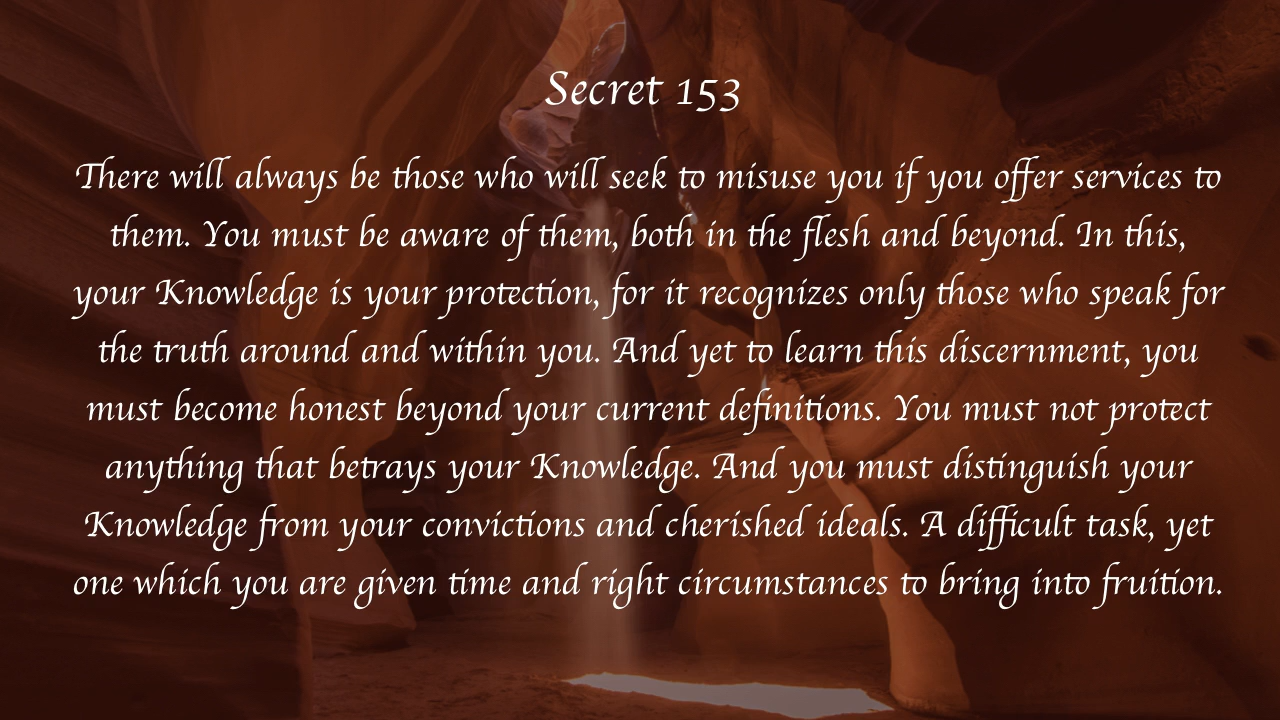 Secret 153
There will always be those who will seek to misuse you if you offer services to
them. You must be aware of them, both in the flesh and beyond. In this,
your Knowledge is your protection, for it recognizes only those who speak for
the truth around and within you. And yet to learn this discernment, you
must become honest beyond your current definitions. You must not protect
anything that betrays your Knowledge. And you must distinguish your
Knowledge from your convictions and cherished ideals. A difficult task, yet
one which you are given time and right circumstances to bring into fruition.